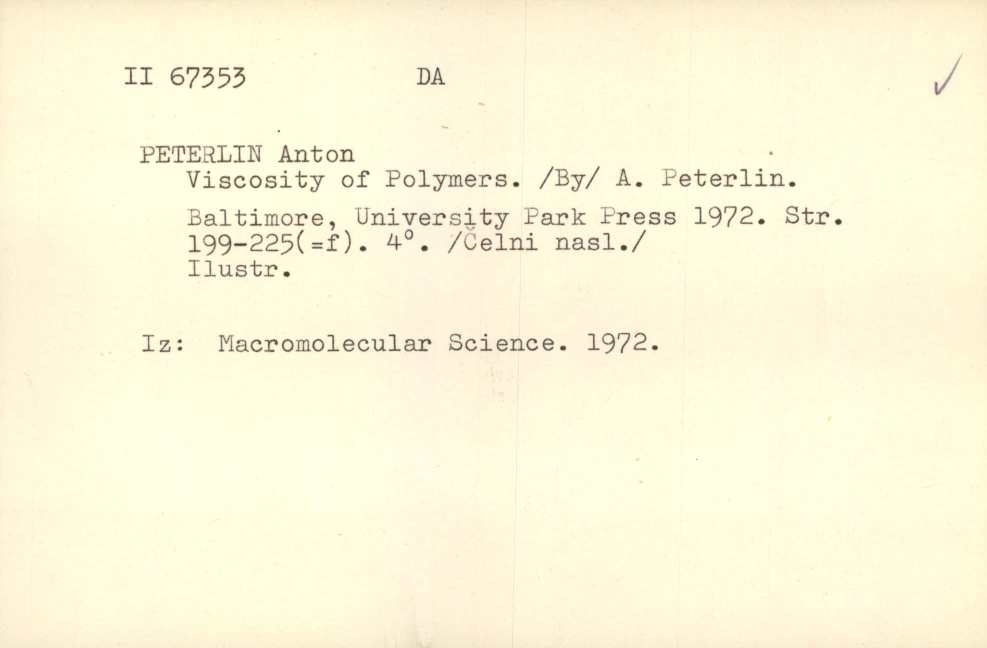 II 67353 DA
PETERLIN Anton
Viscosity of Polymers. /By/ A. Peterlin.
Baltimore, University Park Press 1972. Str.
199-225(=f). 4°. /Čelni nasl./
Ilustr.
Iz: Macromolecular Science. 1972.